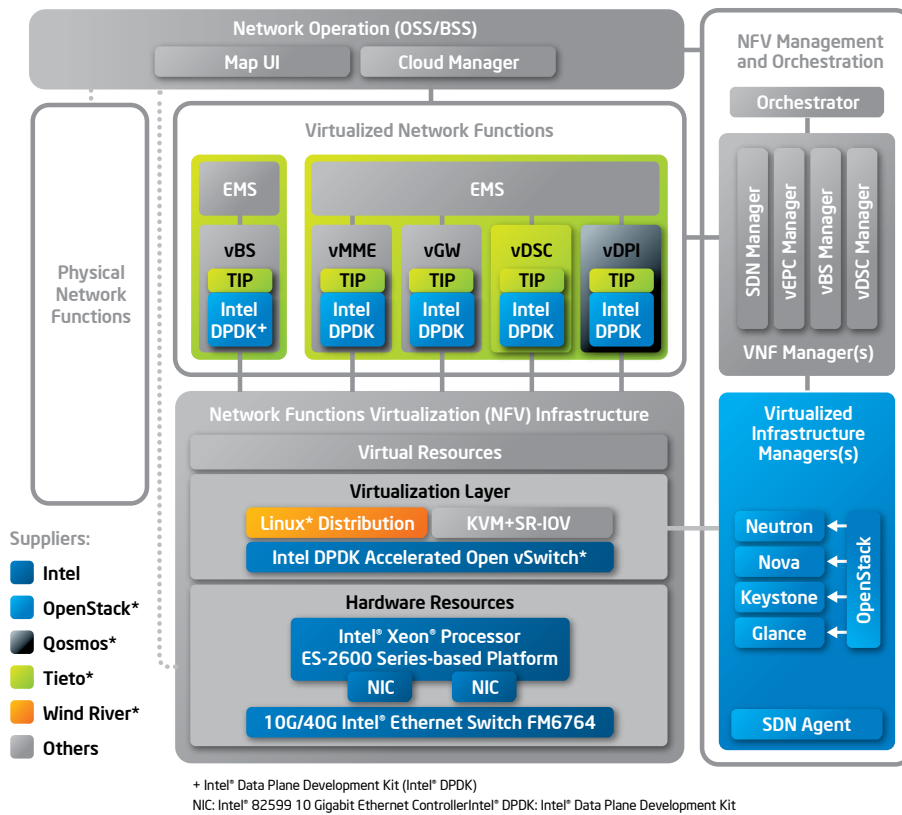 Network Operation (OSS/BSS)
Map UI
Cloud Manager
NFV Management
and Orchestration
Orchestrator
SDN Manager
vEPC Manager
vBS Manager
vDSC Manager
VNF Manager(s)
Physical
Network
Functions
Virtualized Network Functions
EMS
EMS
vBS
TIP
Intel
DPDK+
vMME
TIP
Intel
DPDK
vGW
TIP
Intel
DPDK
vDSC
TIP
Intel
DPDK
vDPI
TIP
Intel
DPDK
Network Functions Virtualization (NFV) Infrastructure
Virtual Resources
Virtualization Layer
Linux* Distribution
KVM+SR-IOV
Intel DPDK Accelerated Open vSwitch*
Hardware Resources
Intel® Xeon® Processor
ES-2600 Series-based Platform
NIC
NIC
10G/40G Intel® Ethernet Switch FM6764
Virtualized
Infrastructure
Managers(s)
Neutron
Nova
Keystone
Glance
OpenStack
SDN Agent
Suppliers:
Intel
OpenStack*
Qosmos*
Tieto*
Wind River*
Others
+ Intel® Data Plane Development Kit (Intel® DPDK)
NIC: Intel® 82599 10 Gigabit Ethernet ControllerIntel® DPDK: Intel® Data Plane Development Kit